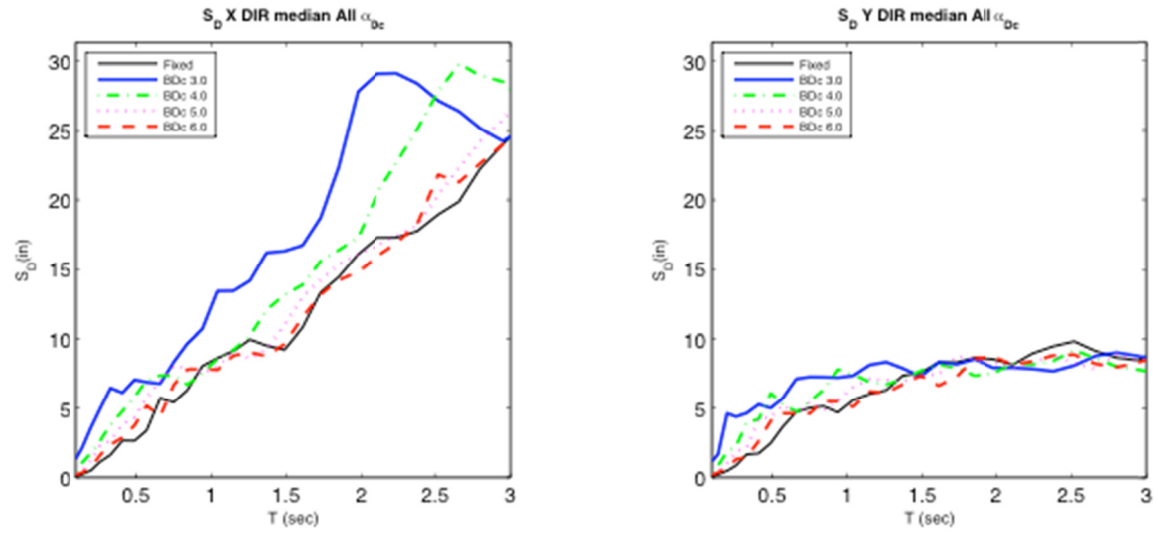 S_D X DIR median All α_Dc
30
25
20
15
10
5
0
S_D(in)
Fixed
BDc 3.0
BDc 4.0
BDc 5.0
BDc 6.0
0.5 1 1.5 2 2.5 3
T (sec)
S_D Y DIR median All α_Dc
30
25
20
15
10
5
0
S_D(in)
Fixed
BDc 3.0
BDc 4.0
BDc 5.0
BDc 6.0
0.5 1 1.5 2 2.5 3
T (sec)